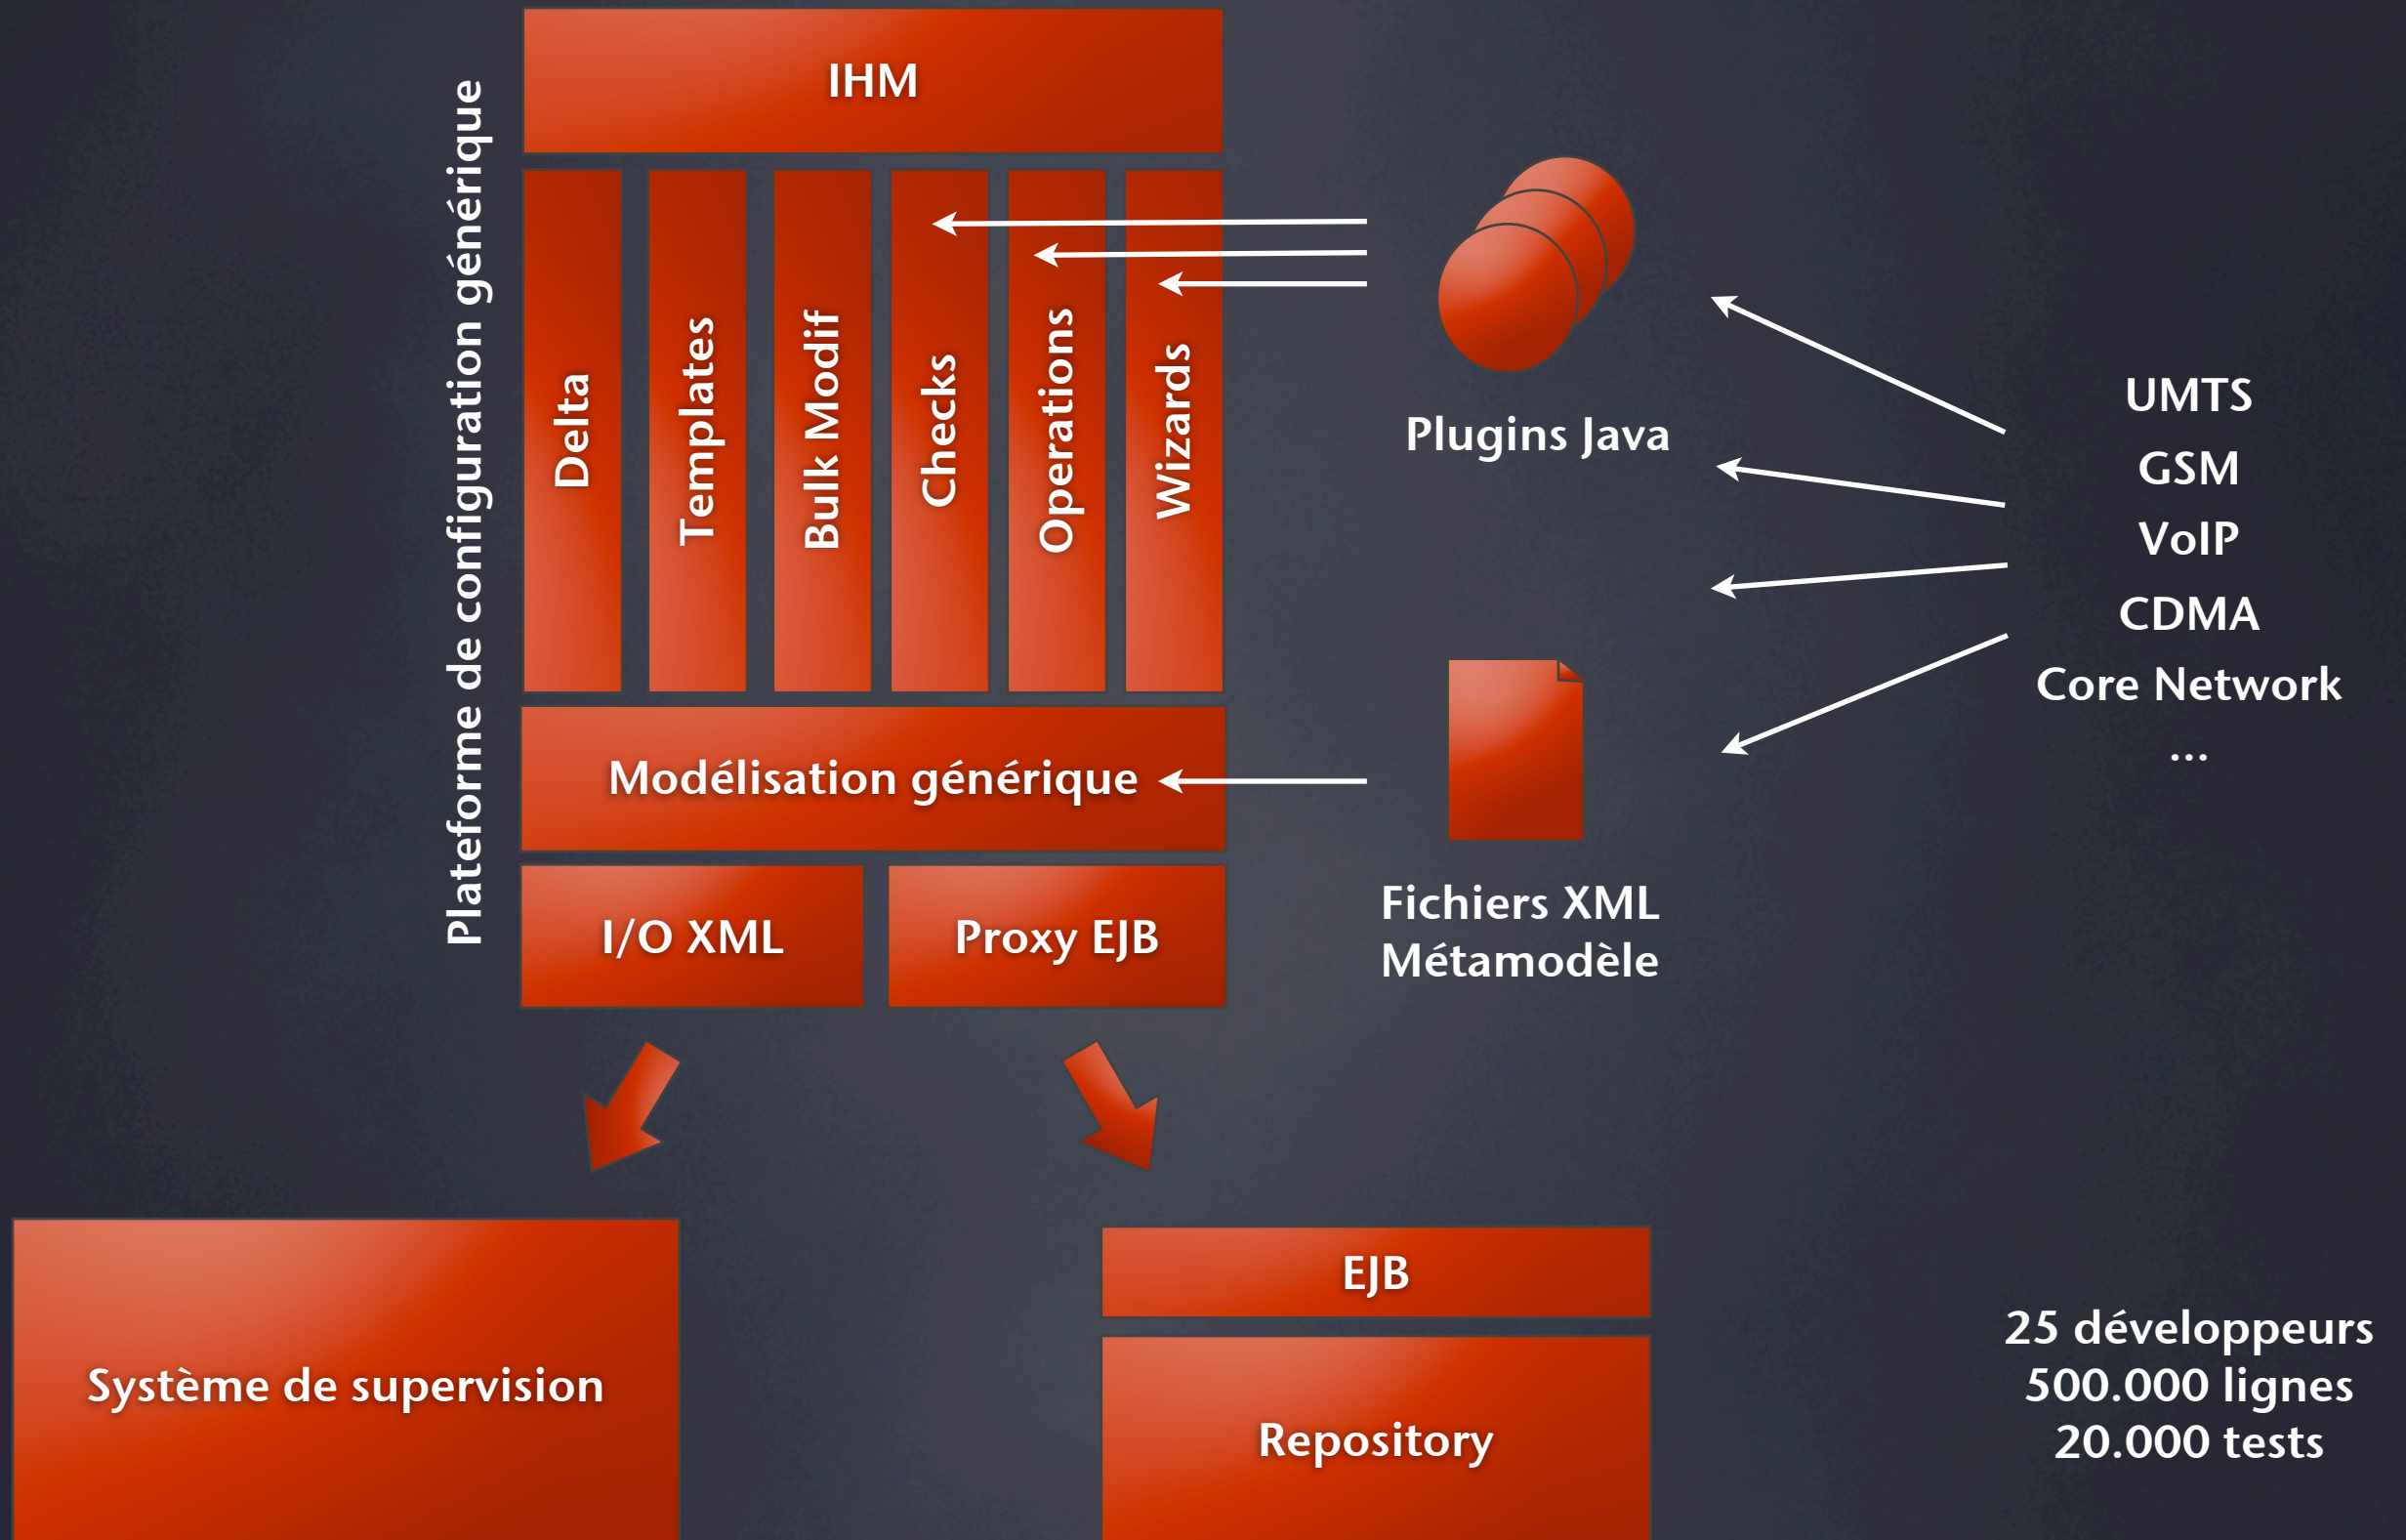 Plateforme de configuration générique
IHM
Delta
Templates
Bulk Modif
Checks
Operations
Wizards
Modélisation générique
I/O XML
Proxy EJB
Plugins Java
Fichiers XML
Métamodèle
UMTS
GSM
VoIP
CDMA
Core Network
...
Système de supervision
EJB
Repository
25 développeurs
500.000 lignes
20.000 tests